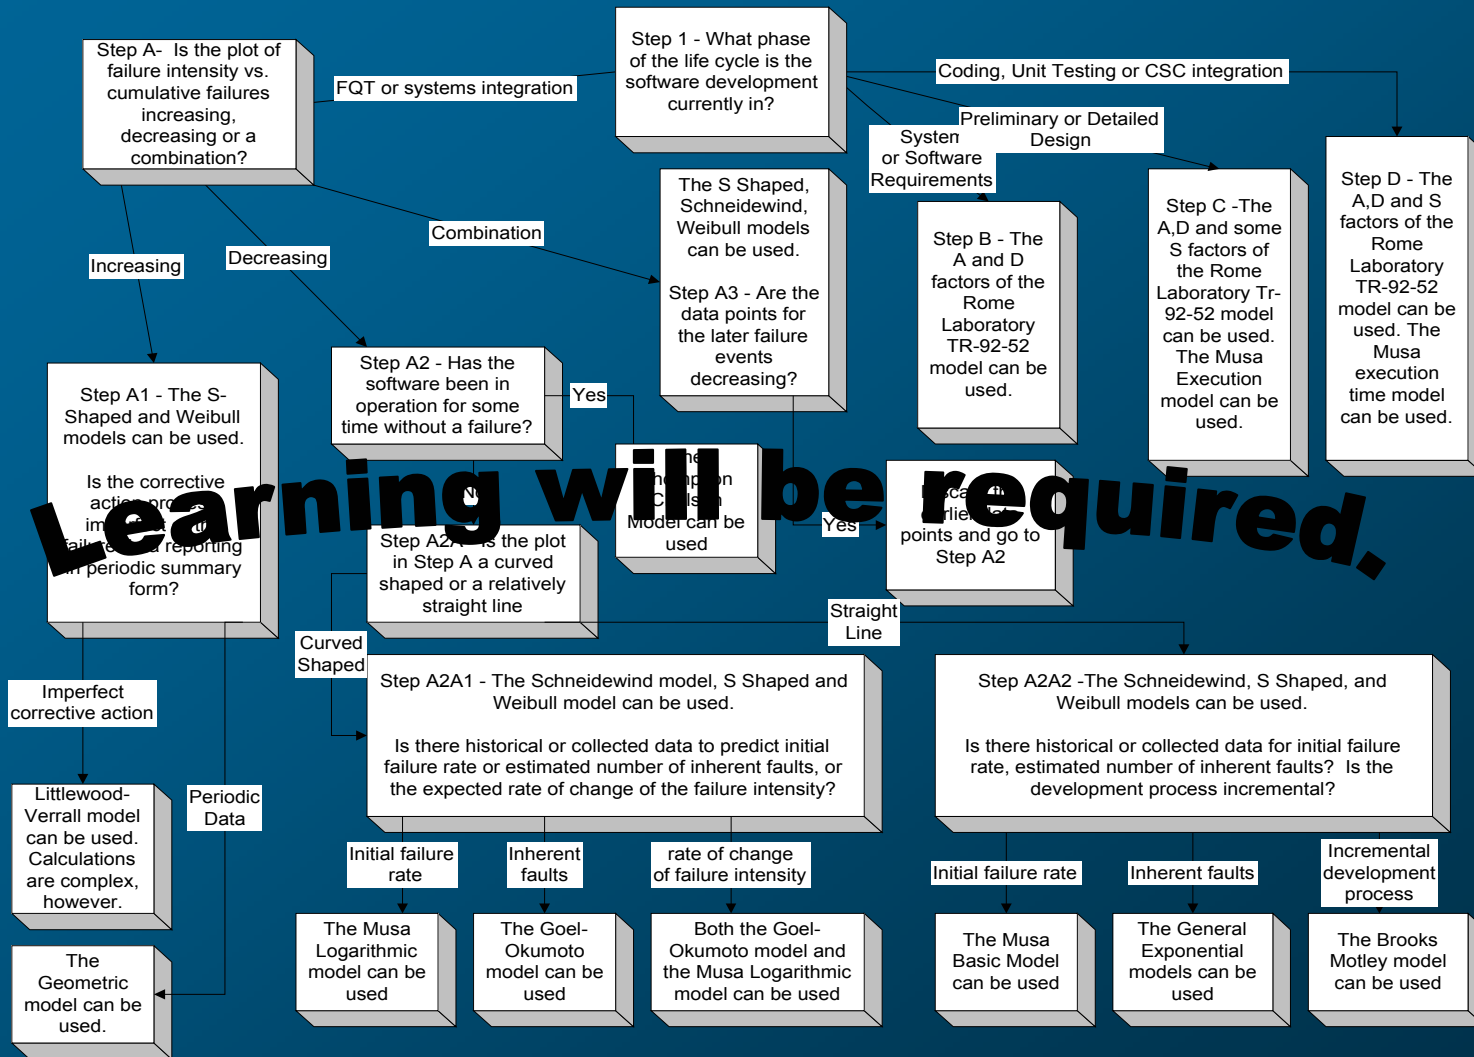 Step A- Is the plot of
failure intensity vs.
cumulative failures
increasing,
decreasing or a
combination?
FQT or systems integration
Step 1 - What phase
of the life cycle is the
software development
currently in?
Coding, Unit Testing or CSC integration
Preliminary or Detailed
Design
System
or Software
Requirements
Increasing
Decreasing
Combination
The S Shaped,
Schneidewind,
Weibull models
can be used.
Step A3 - Are the
data points for
the later failure
events
decreasing?
Step B - The
A and D
factors of the
Rome
Laboratory
TR-92-52
model can be
used.
Step C -The
A,D and some
S factors of
the Rome
Laboratory Tr-
92-52 model
can be used.
The Musa
Execution
model can be
used.
Step D - The
A,D and S
factors of the
Rome
Laboratory
TR-92-52
model can be
used. The
Musa
execution
time model
can be used.
Step A1 - The S-
Shaped and Weibull
models can be used.
Is the corrective
action
reporting
periodic summary
form?
Step A2 - Has the
software been in
operation for some
time without a failure?
Yes
No
Model can be
used
Yes
points and go to
Step A2
Learning will be required.
Step A2A - Is the plot
in Step A a curved
shaped or a relatively
straight line
Curved
Shaped
Straight
Line
Imperfect
corrective action
Periodic
Data
Littlewood-
Verrall model
can be used.
Calculations
are complex,
however.
The
Geometric
model can be
used.
Step A2A1 - The Schneidewind model, S Shaped and
Weibull model can be used.
Is there historical or collected data to predict initial
failure rate or estimated number of inherent faults, or
the expected rate of change of the failure intensity?
Initial failure
rate
Inherent
faults
rate of change
of failure intensity
The Musa
Logarithmic
model can be
used
The Goel-
Okumoto
model can be
used
Both the Goel-
Okumoto model and
the Musa Logarithmic
model can be used
Step A2A2 -The Schneidewind, S Shaped, and
Weibull models can be used.
Is there historical or collected data for initial failure
rate, estimated number of inherent faults? Is the
development process incremental?
Initial failure rate
Inherent faults
Incremental
development
process
The Musa
Basic Model
can be used
The General
Exponential
models can be
used
The Brooks
Motley model
can be used